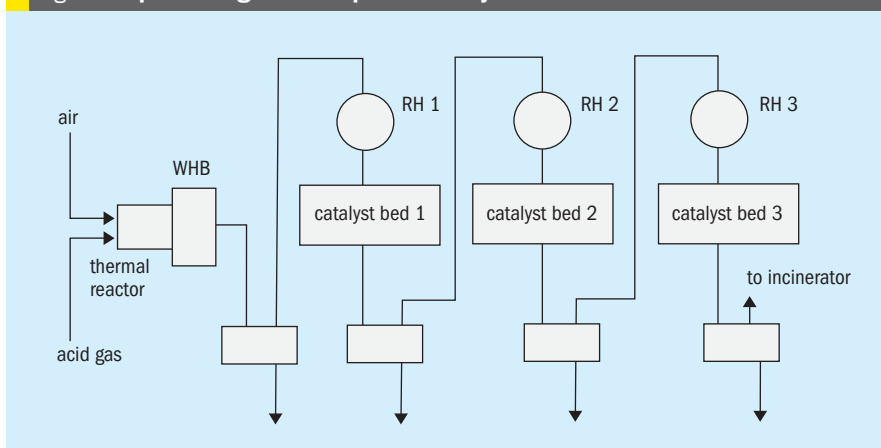 air
WHB
RH 1
RH 2
RH 3
catalyst bed 1
catalyst bed 2
catalyst bed 3
thermal
reactor
to incinerator
acid gas